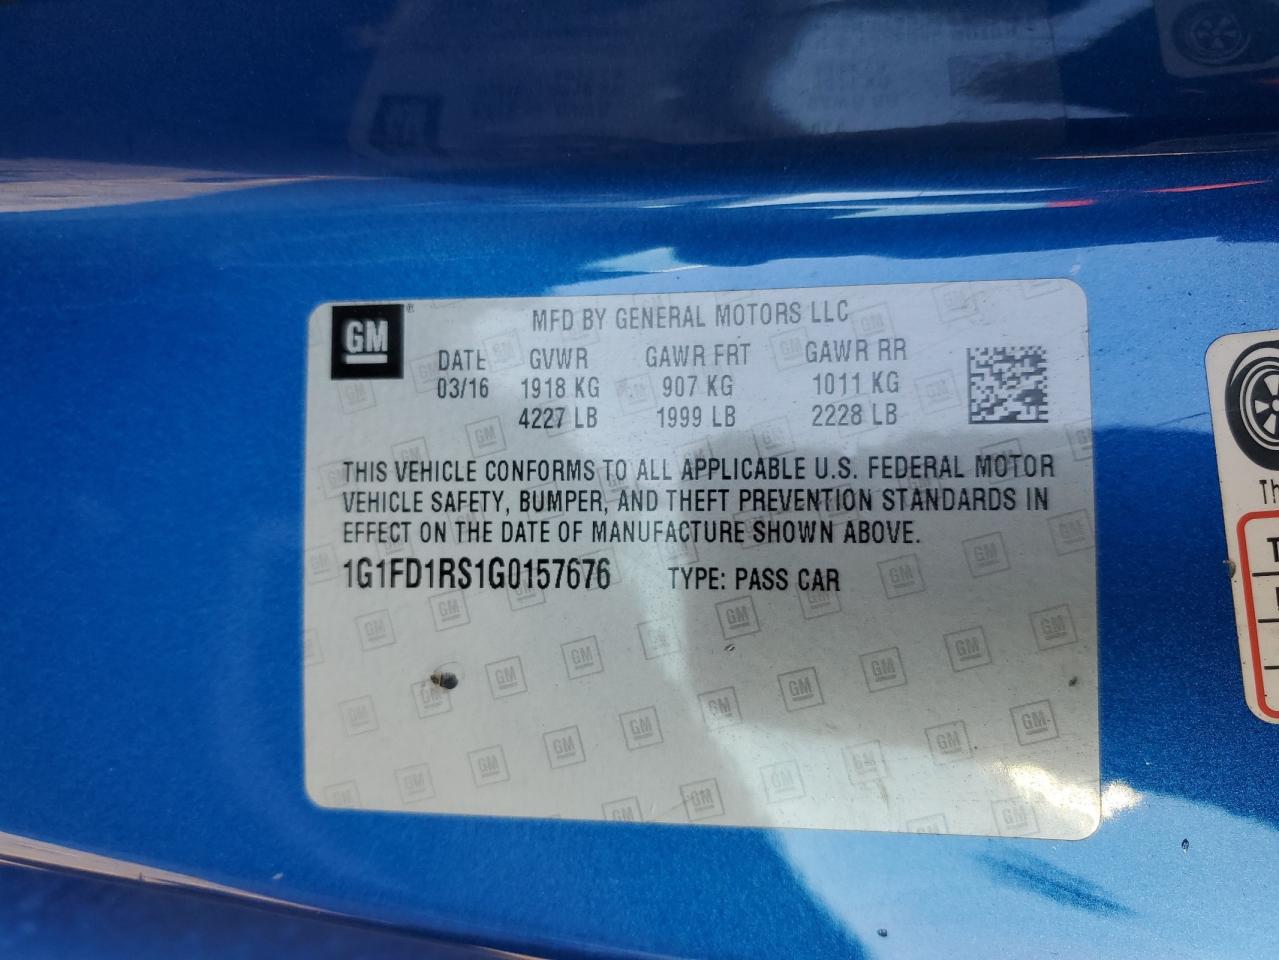 GM ®
MFD BY GENERAL MOTORS LLC
DATE GVWR GAWR FRT GAWR RR
03/16 1918 KG 907 KG 1011 KG
4227 LB 1999 LB 2228 LB
THIS VEHICLE CONFORMS TO ALL APPLICABLE U.S. FEDERAL MOTOR
VEHICLE SAFETY, BUMPER, AND THEFT PREVENTION STANDARDS IN
EFFECT ON THE DATE OF MANUFACTURE SHOWN ABOVE.
1G1FD1RS1G0157676 TYPE: PASS CAR